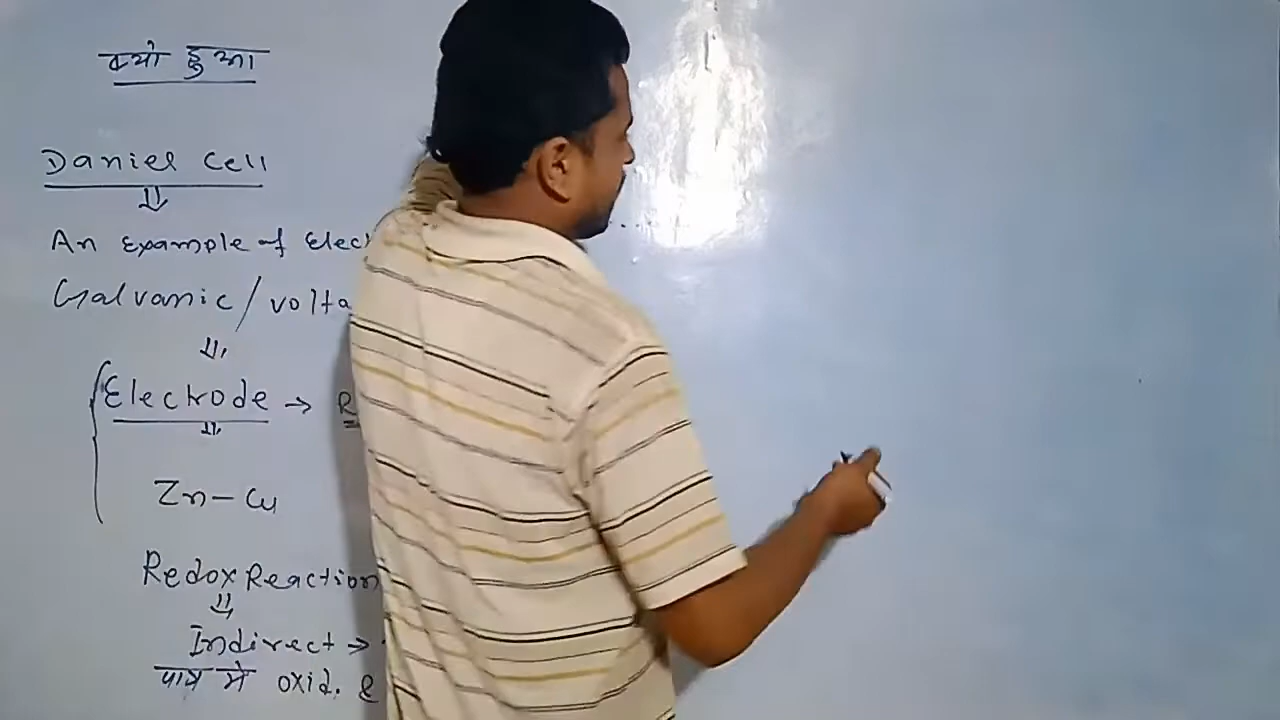 क्यो हुआ
Daniel Cell
An Example of Elec
Galvanic / volta
Electrode → R
Zn - Cu
Redox Reaction
Indirect →
पात्र मे oxid. &